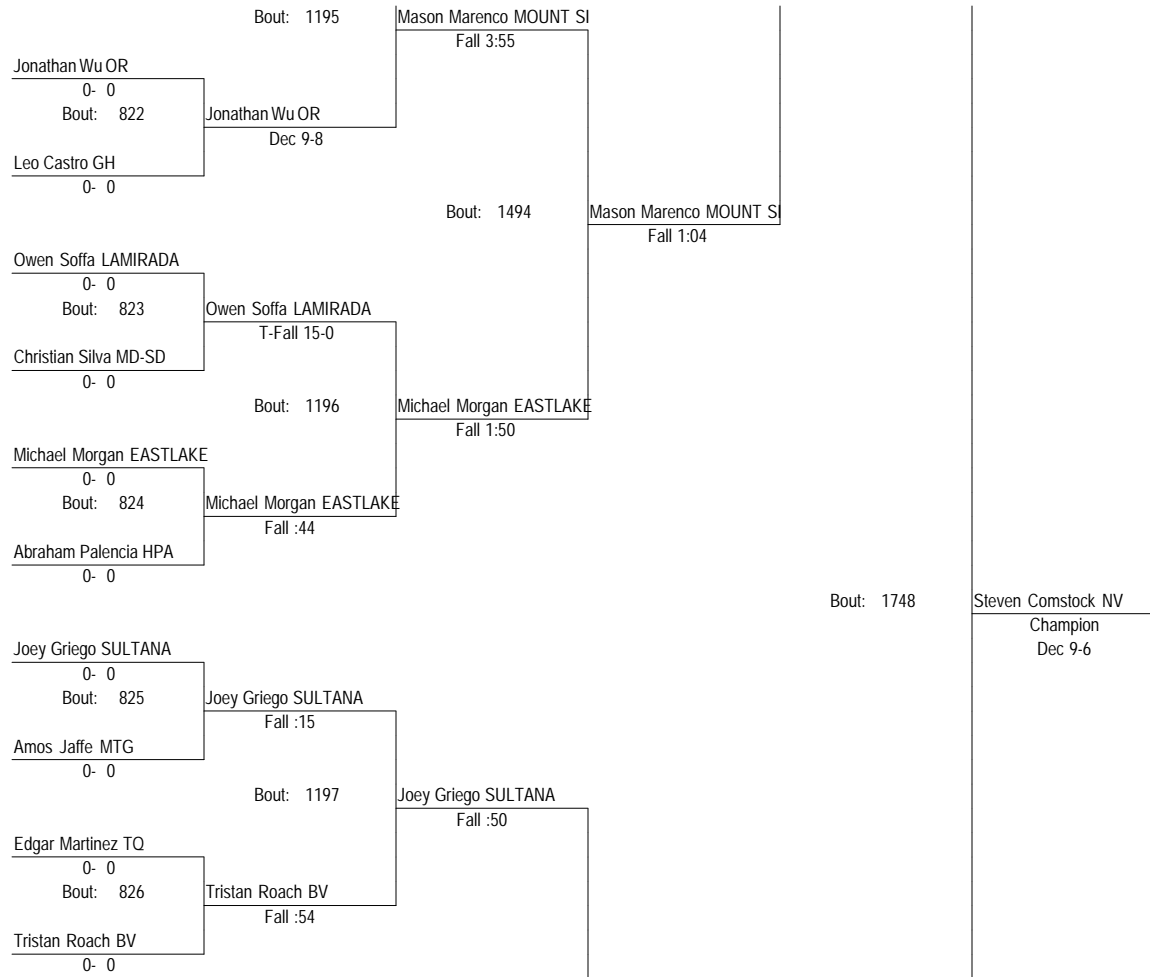 Bout: 1195 Mason Marenco MOUNT SI
Fall 3:55
Jonathan Wu OR
0- 0
Bout: 822 Jonathan Wu OR
Dec 9-8
Leo Castro GH
0- 0
Bout: 1494 Mason Marenco MOUNT SI
Fall 1:04
Owen Soffa LAMIRADA
0- 0
Bout: 823 Owen Soffa LAMIRADA
T-Fall 15-0
Christian Silva MD-SD
0- 0
Bout: 1196 Michael Morgan EASTLAKE
Fall 1:50
Michael Morgan EASTLAKE
0- 0
Bout: 824 Michael Morgan EASTLAKE
Fall :44
Abraham Palencia HPA
0- 0
Bout: 1748 Steven Comstock NV
Champion
Dec 9-6
Joey Griego SULTANA
0- 0
Bout: 825 Joey Griego SULTANA
Fall :15
Amos Jaffe MTG
0- 0
Bout: 1197 Joey Griego SULTANA
Fall :50
Edgar Martinez TQ
0- 0
Bout: 826 Tristan Roach BV
Fall :54
Tristan Roach BV
0- 0